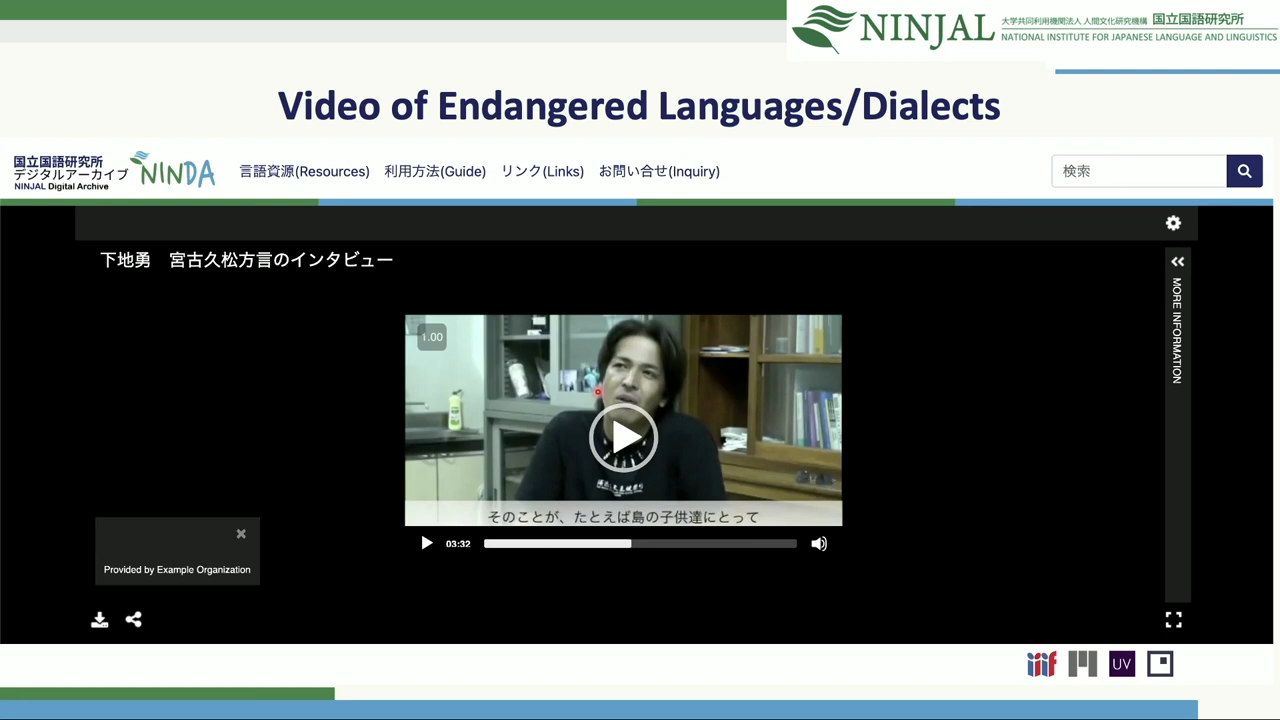 NINJAL
大学共同利用機関法人 人間文化研究機構 国立国語研究所
NATIONAL INSTITUTE FOR JAPANESE LANGUAGE AND LINGUISTICS
Video of Endangered Languages/Dialects
国立国語研究所
デジタルアーカイブ
NINJAL Digital Archive
NINDA
言語資源(Resources) 利用方法(Guide) リンク(Links) お問い合せ(Inquiry)
検索
下地勇 宮古久松方言のインタビュー
MORE INFORMATION
1.00
そのことが、たとえば島の子供達にとって
03:32
Provided by Example Organization
iiif
UV